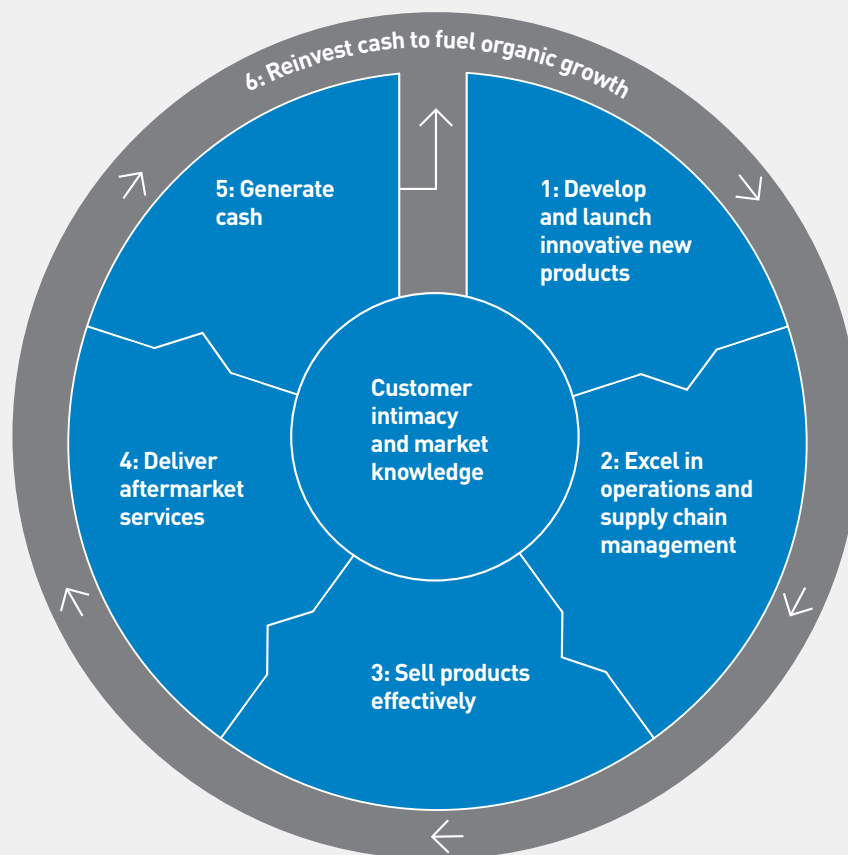 6: Reinvest cash to fuel organic growth
1: Develop
and launch
innovative new
products
2: Excel in
operations and
supply chain
management
3: Sell products
effectively
4: Deliver
aftermarket
services
5: Generate
cash
Customer
intimacy
and market
knowledge